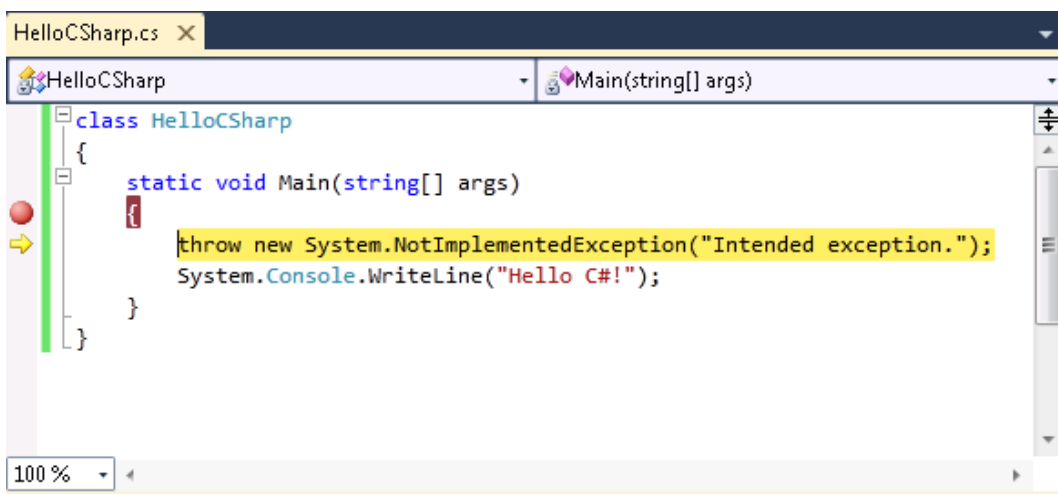 HelloCSharp.cs
HelloCSharp
Main(string[] args)
class HelloCSharp
{
static void Main(string[] args)
{
throw new System.NotImplementedException("Intended exception.");
System.Console.WriteLine("Hello C#!");
}
}
100 %